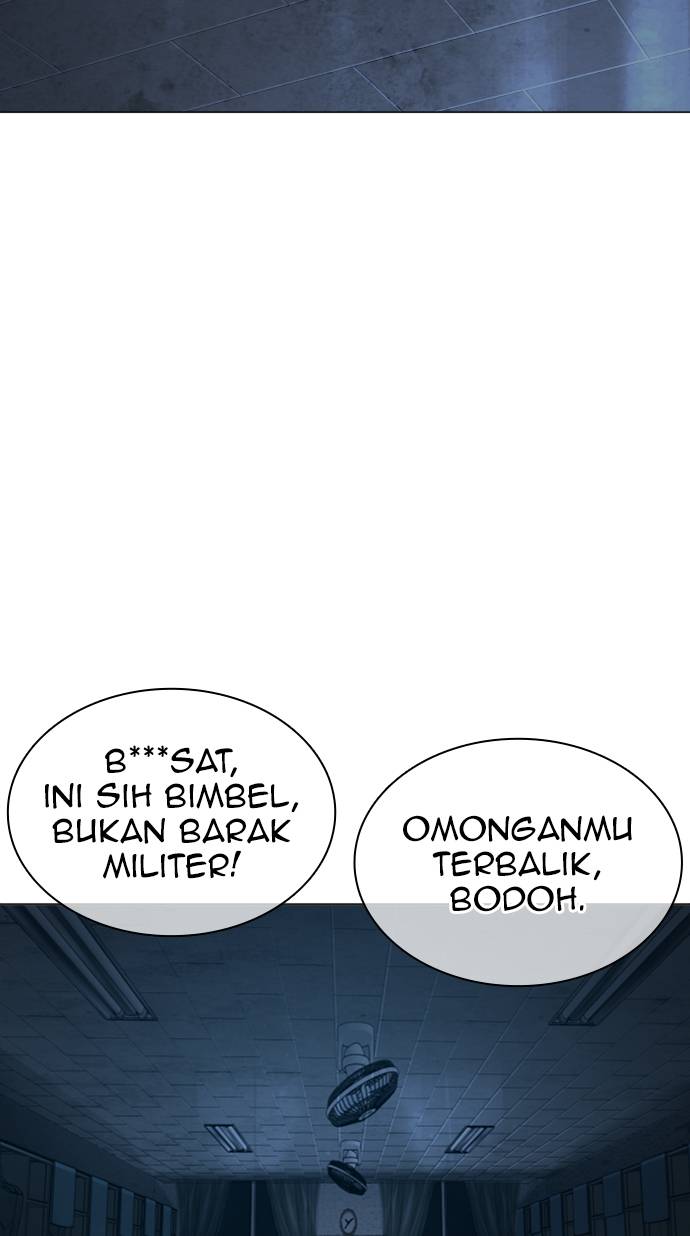 B***SAT,
INI SIH BIMBEL,
BUKAN BARAK
MILITER!
OMONGANMU
TERBALIK,
BODOH.